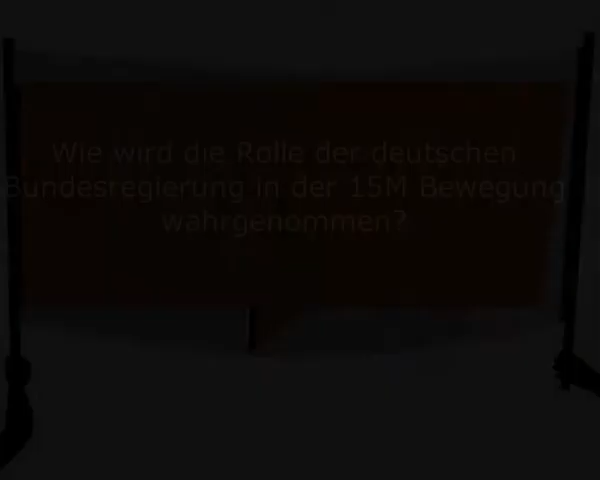 Wie wird die Rolle der deutschen
Bundesregierung in der 15M Bewegung
wahrgenommen?